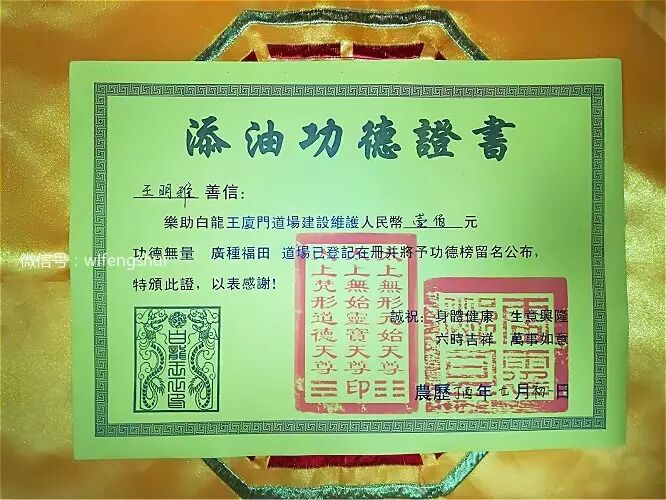 添油功德證書
王明雅 善信：
樂助白龍王廈門道場建設維護人民幣 壹佰 元
功德無量 廣種福田 道場已登記在冊并將予功德榜留名公布，
特頒此證，以表感謝！
誠祝：身體健康 生意興隆
六時吉祥 萬事如意
農歷 年 月 日
上無形元始天尊
上無始靈寶天尊
上梵形道德天尊
印
微信号：wlfengshui